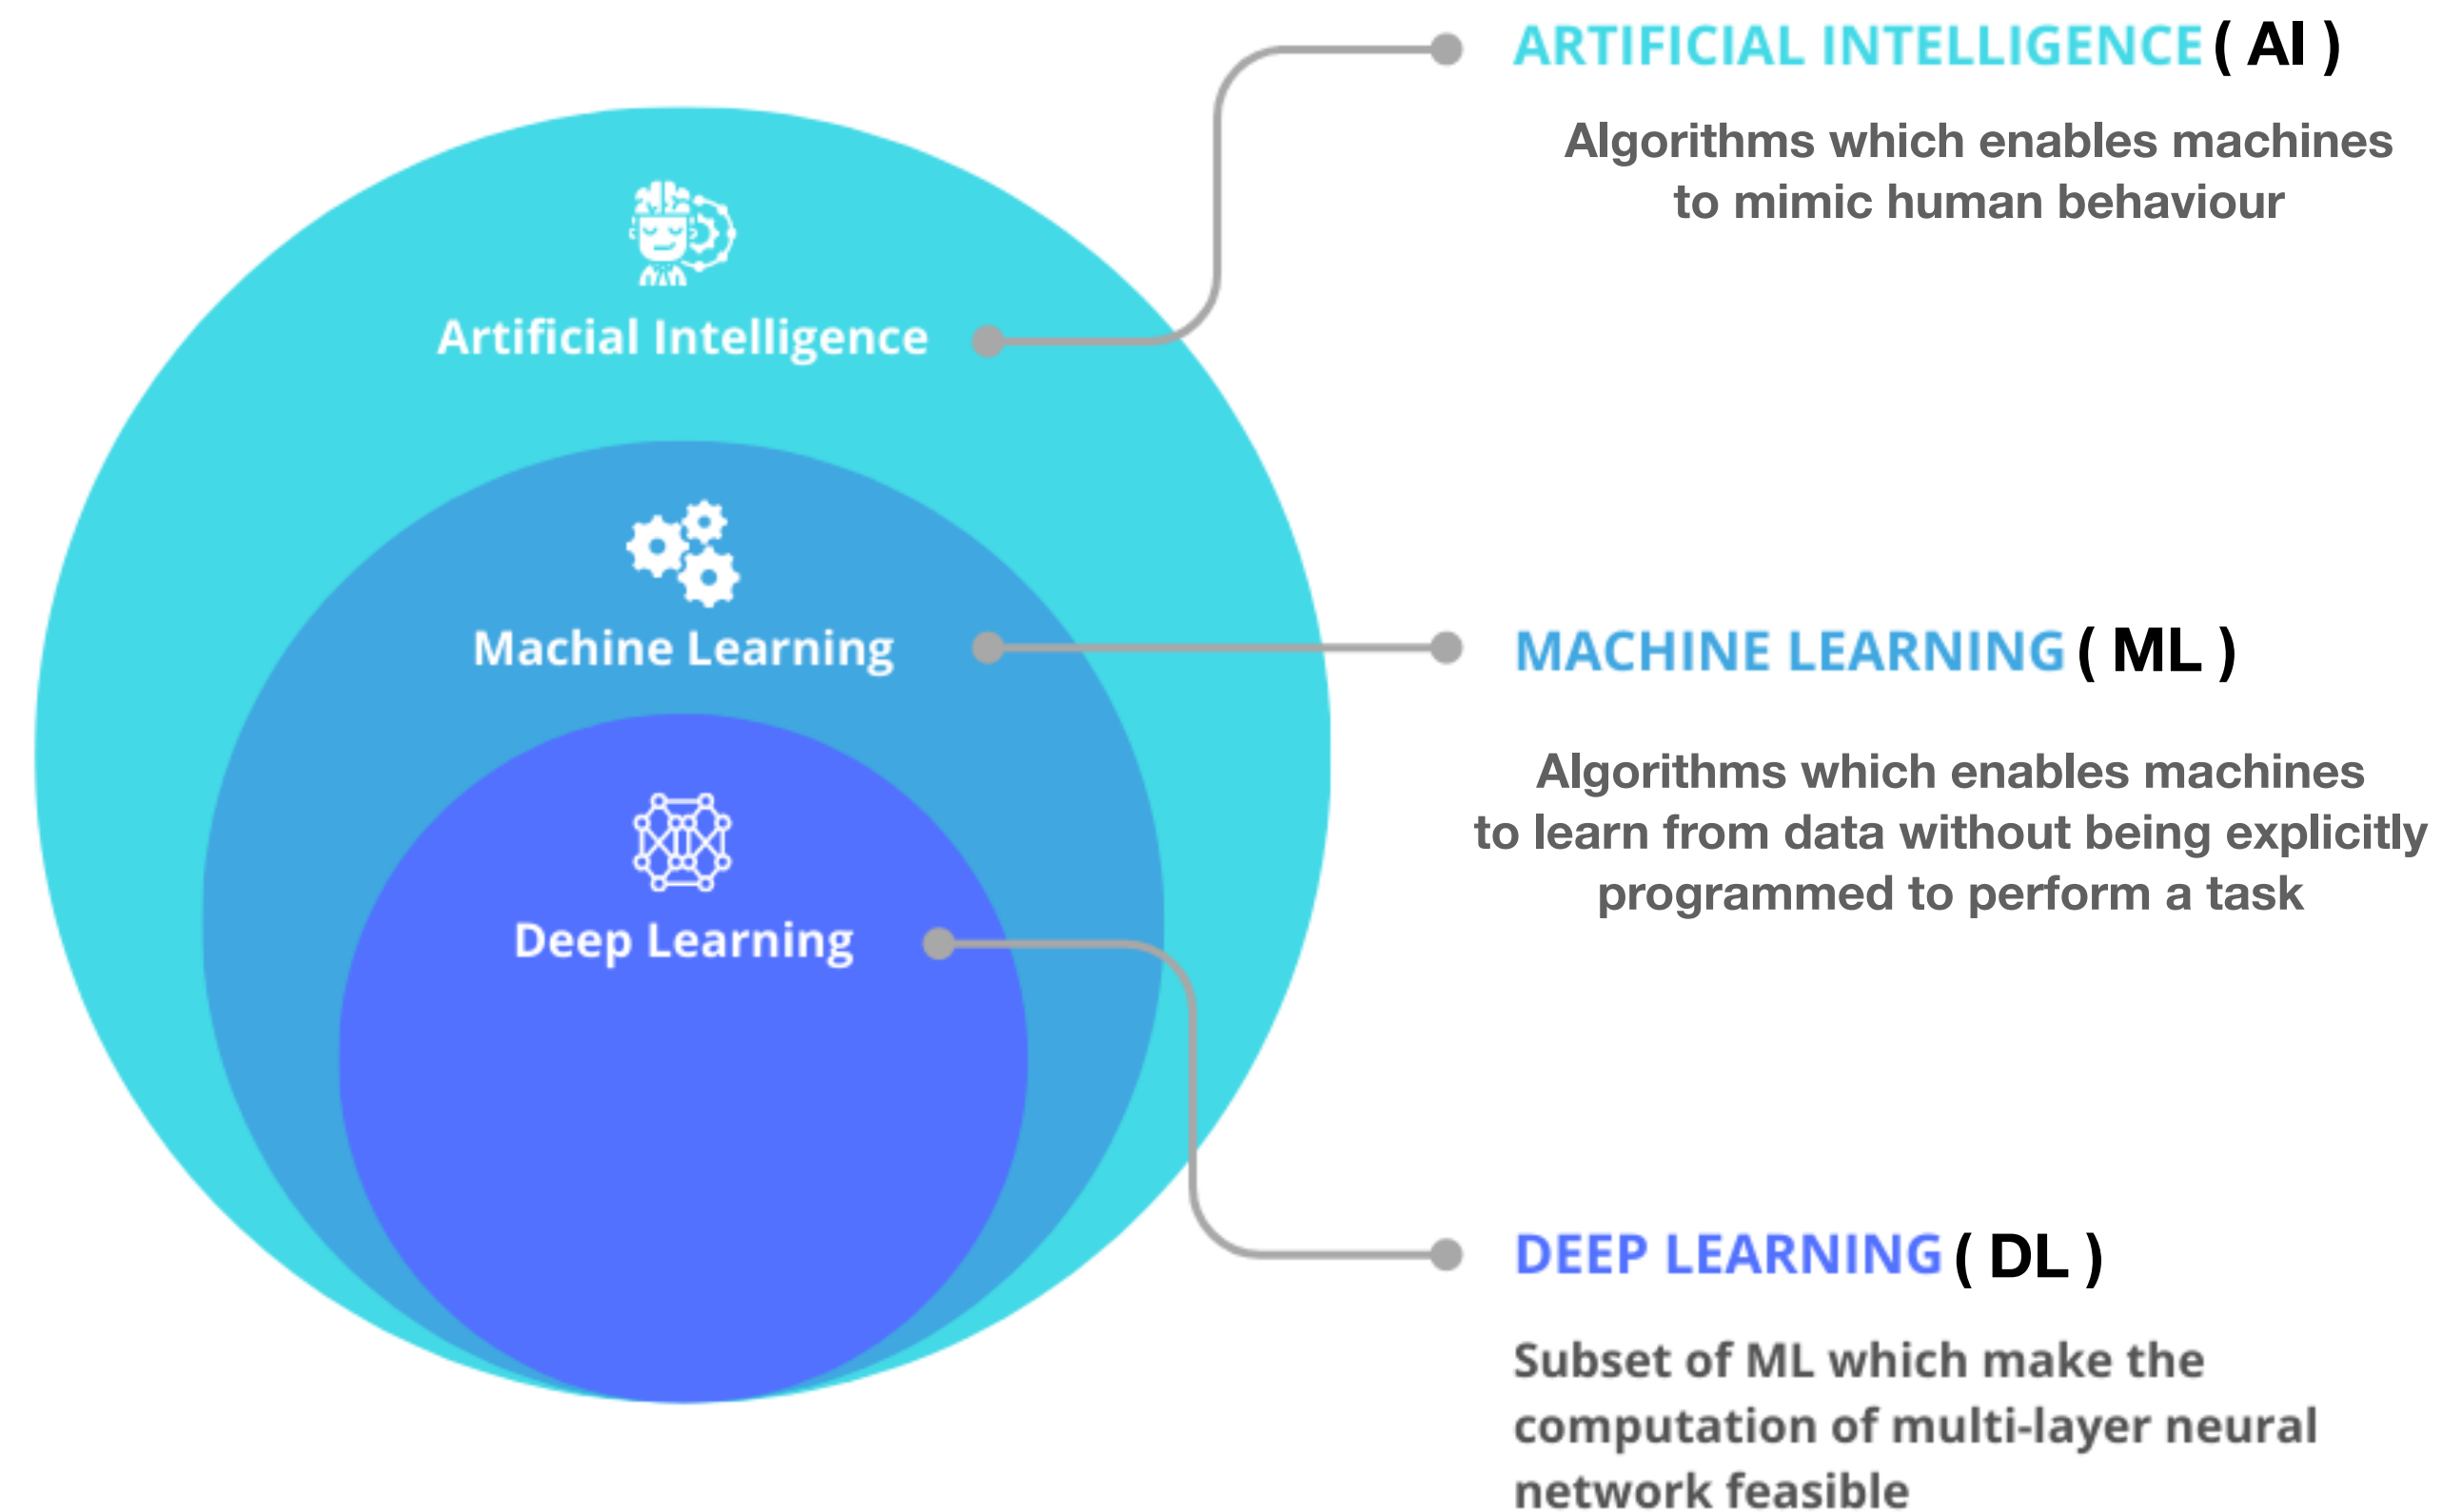 ARTIFICIAL INTELLIGENCE ( AI )
Algorithms which enables machines
to mimic human behaviour
Artificial Intelligence
Machine Learning
MACHINE LEARNING ( ML )
Algorithms which enables machines
to learn from data without being explicitly
programmed to perform a task
Deep Learning
DEEP LEARNING ( DL )
Subset of ML which make the
computation of multi-layer neural
network feasible